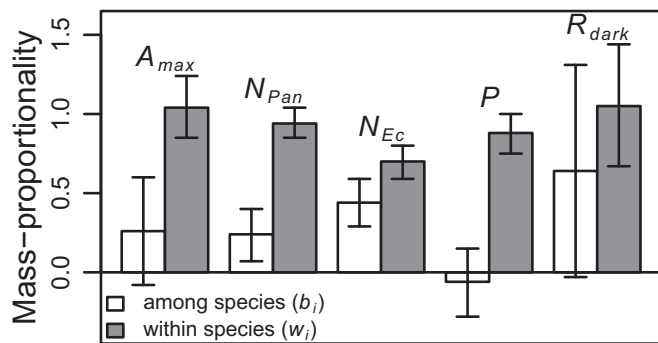 Mass−proportionality
1.5
1.0
0.5
0.0
A_max
N_Pan
N_Ec
P
R_dark
among species (b_i)
within species (w_i)